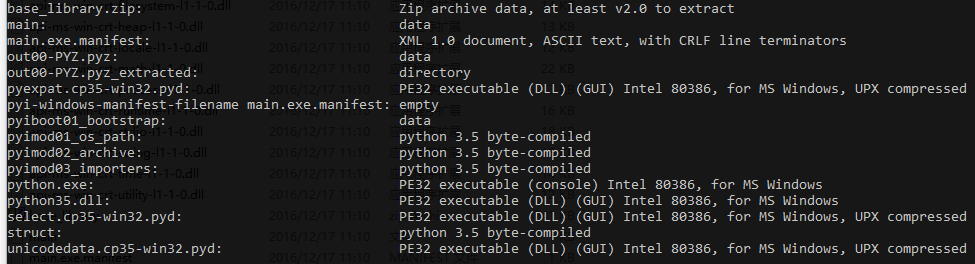 base_library.zip: Zip archive data, at least v2.0 to extract
main: data
main.exe.manifest: XML 1.0 document, ASCII text, with CRLF line terminators
out00-PYZ.pyz: data
out00-PYZ.pyz_extracted: directory
pyexpat.cp35-win32.pyd: PE32 executable (DLL) (GUI) Intel 80386, for MS Windows, UPX compressed
pyi-windows-manifest-filename main.exe.manifest: empty
pyiboot01_bootstrap: data
pyimod01_os_path: python 3.5 byte-compiled
pyimod02_archive: python 3.5 byte-compiled
pyimod03_importers: python 3.5 byte-compiled
python.exe: PE32 executable (console) Intel 80386, for MS Windows
python35.dll: PE32 executable (DLL) (GUI) Intel 80386, for MS Windows
select.cp35-win32.pyd: PE32 executable (DLL) (GUI) Intel 80386, for MS Windows, UPX compressed
struct: python 3.5 byte-compiled
unicodedata.cp35-win32.pyd: PE32 executable (DLL) (GUI) Intel 80386, for MS Windows, UPX compressed